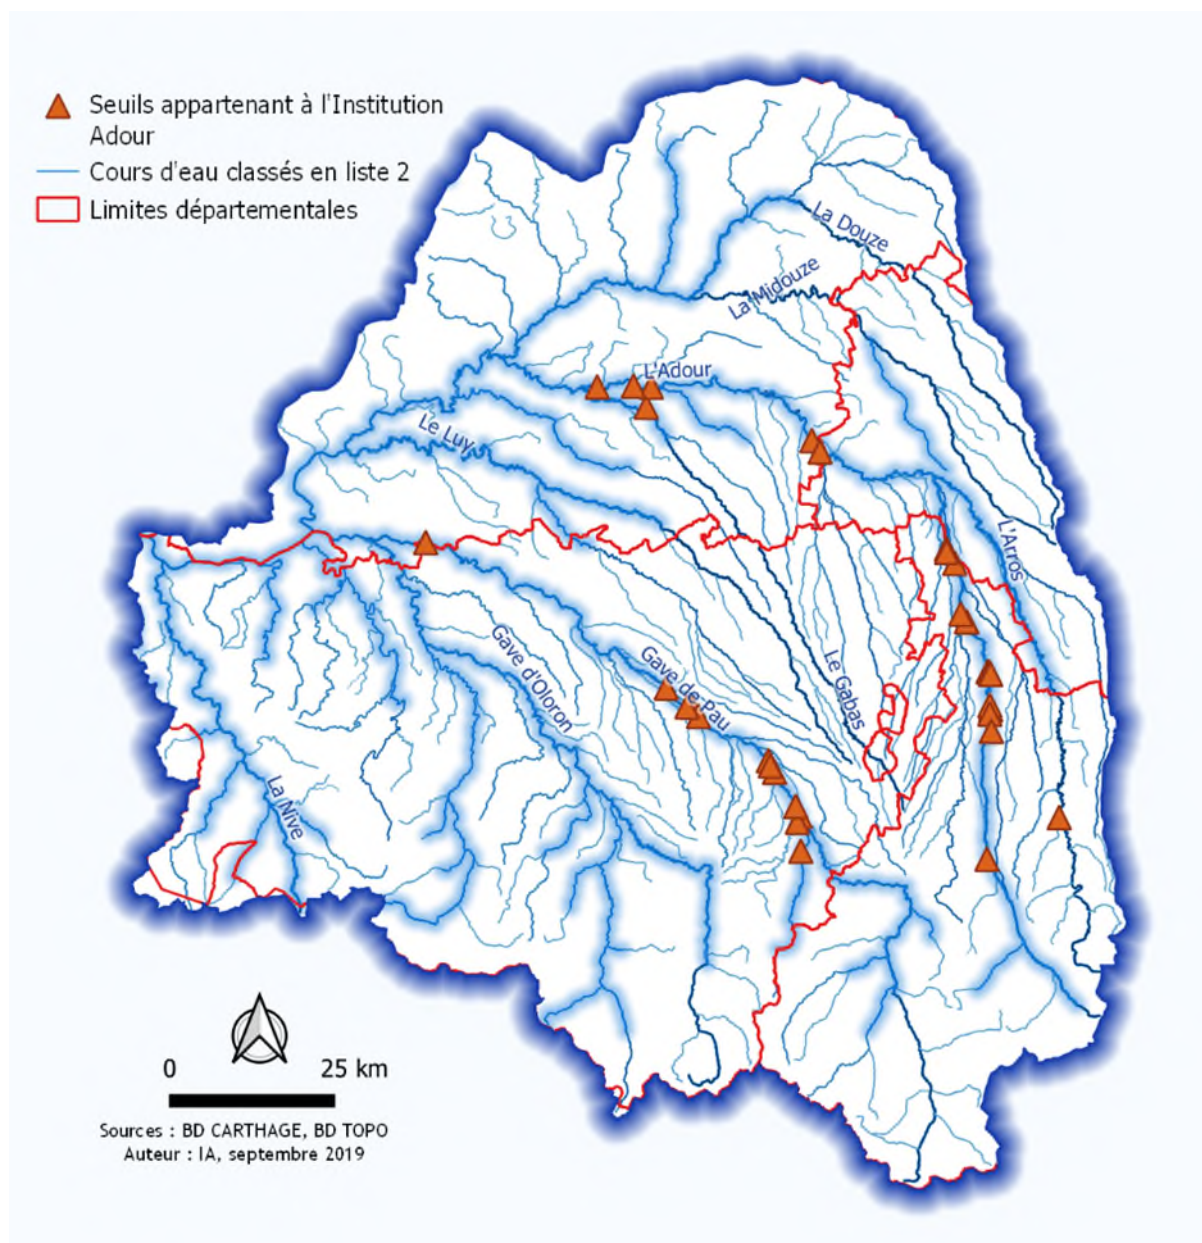 Seuils appartenant à l'Institution
Adour
Cours d'eau classés en liste 2
Limites départementales
La Douze
La Midouze
L'Adour
Le Luy
L'Arros
Gave d'Oloron
Gave de Pau
Le Gabas
La Nive
0 25 km
Sources : BD CARTHAGE, BD TOPO
Auteur : IA, septembre 2019